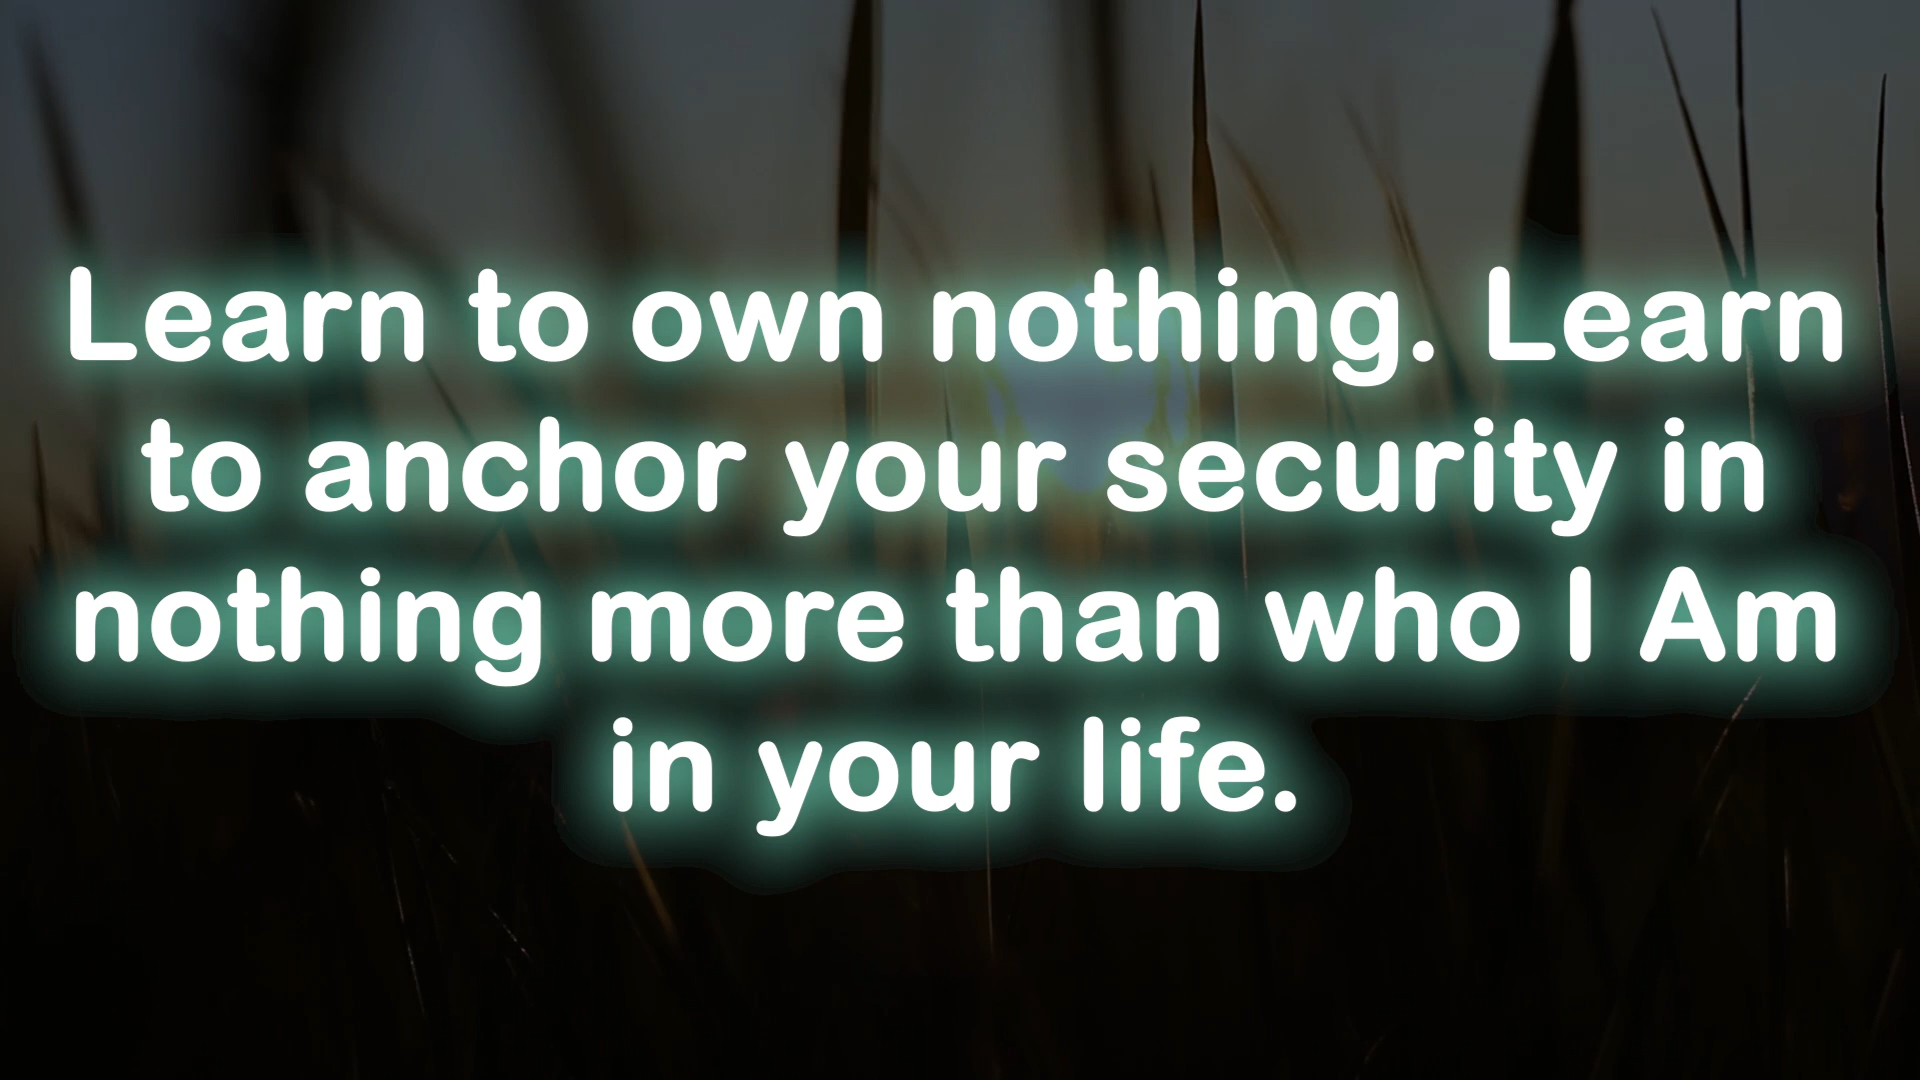 Learn to own nothing. Learn
to anchor your security in
nothing more than who I Am
in your life.